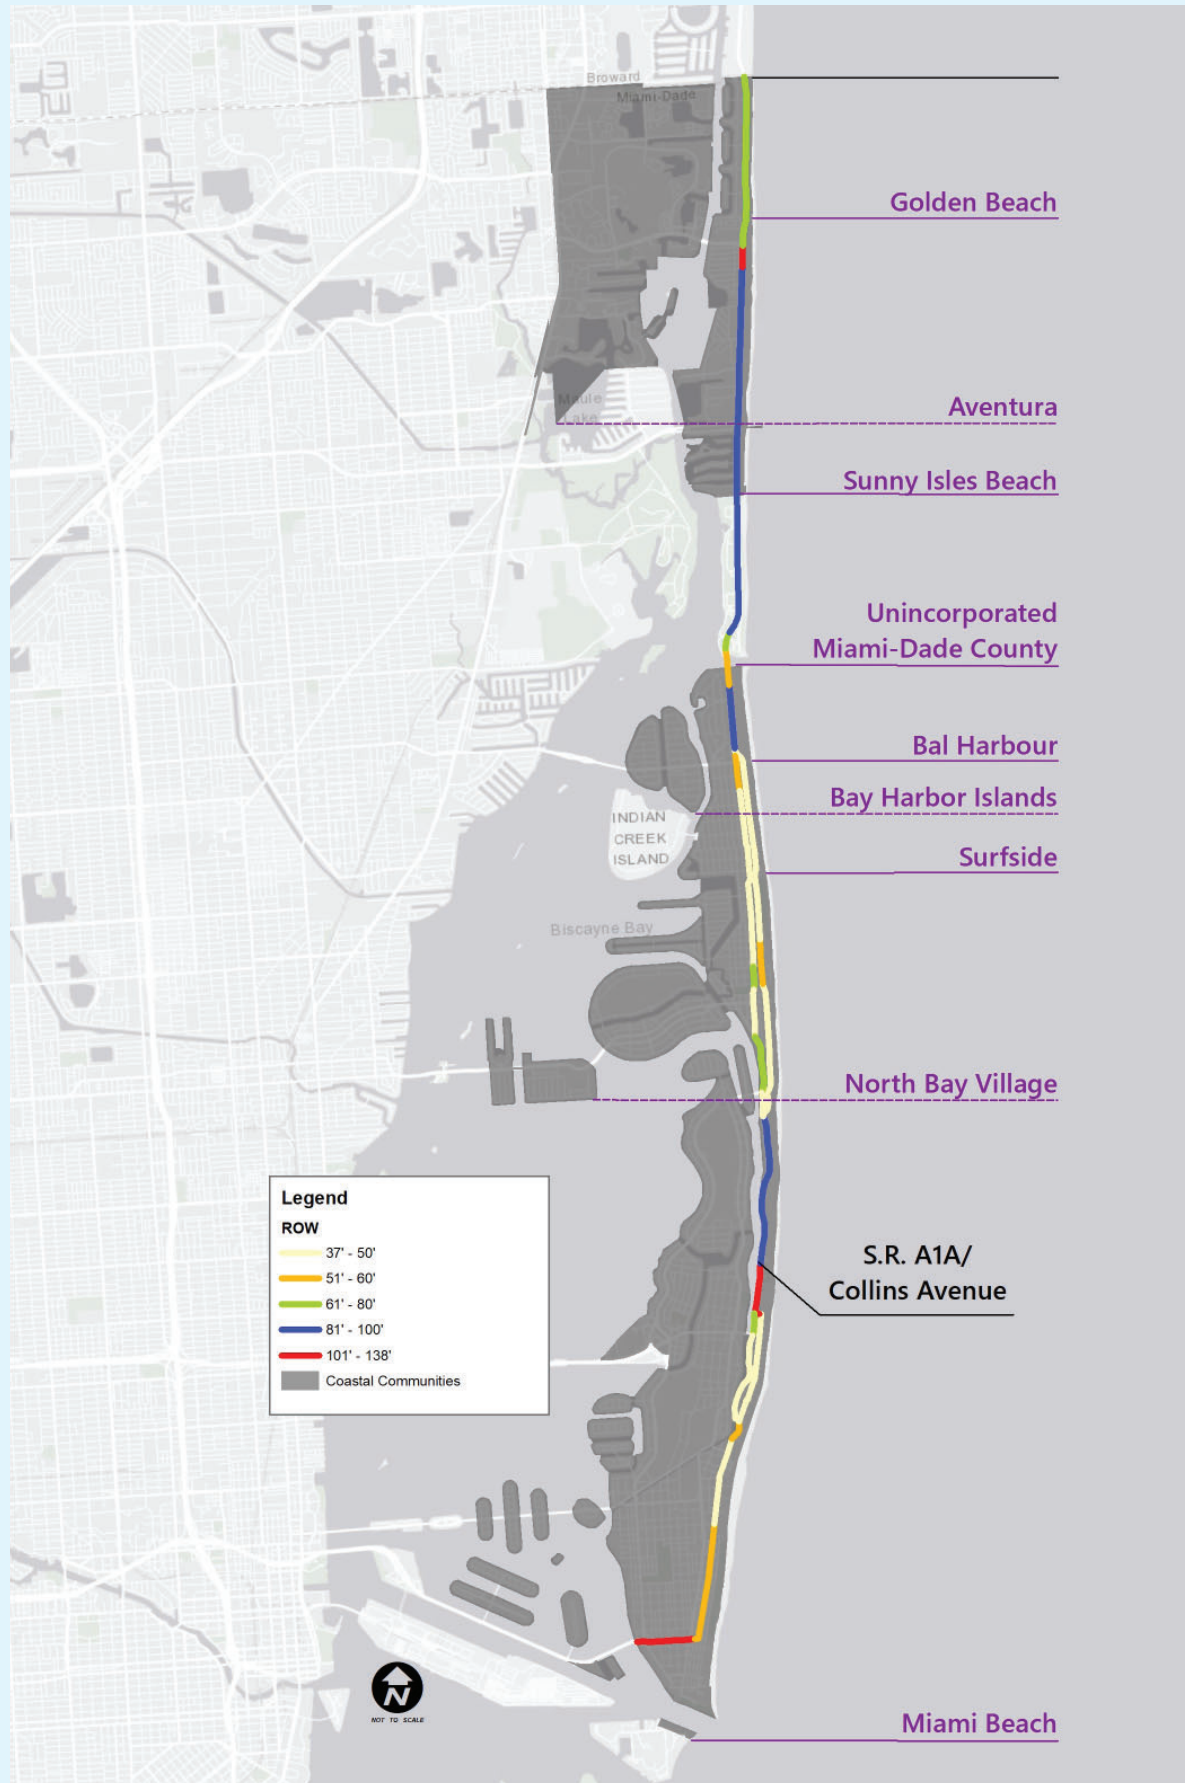 Broward
Miami-Dade
Golden Beach
Maule
Lake
Aventura
Sunny Isles Beach
Unincorporated
Miami-Dade County
Bal Harbour
Bay Harbor Islands
INDIAN
CREEK
ISLAND
Surfside
Biscayne Bay
North Bay Village
Legend
ROW
37' - 50'
51' - 60'
61' - 80'
81' - 100'
101' - 138'
Coastal Communities
S.R. A1A/
Collins Avenue
N
NOT TO SCALE
Miami Beach